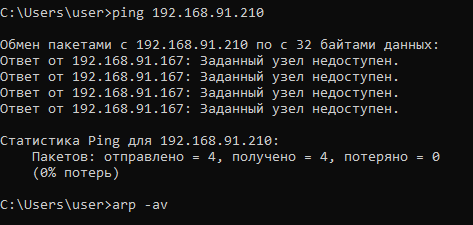 C:\Users\user>ping 192.168.91.210
Обмен пакетами с 192.168.91.210 по с 32 байтами данных:
Ответ от 192.168.91.167: Заданный узел недоступен.
Ответ от 192.168.91.167: Заданный узел недоступен.
Ответ от 192.168.91.167: Заданный узел недоступен.
Ответ от 192.168.91.167: Заданный узел недоступен.
Статистика Ping для 192.168.91.210:
Пакетов: отправлено = 4, получено = 4, потеряно = 0
(0% потерь)
C:\Users\user>arp -av